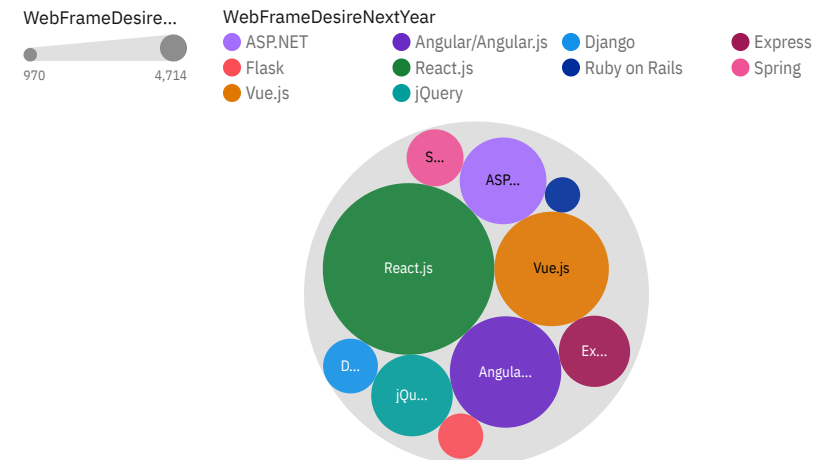 WebFrameDesire...
970
4,714
WebFrameDesireNextYear
ASP.NET
Angular/Angular.js
Django
Express
Flask
React.js
Ruby on Rails
Spring
Vue.js
jQuery
S...
ASP...
React.js
Vue.js
Ex...
D...
Angula...
jQu...